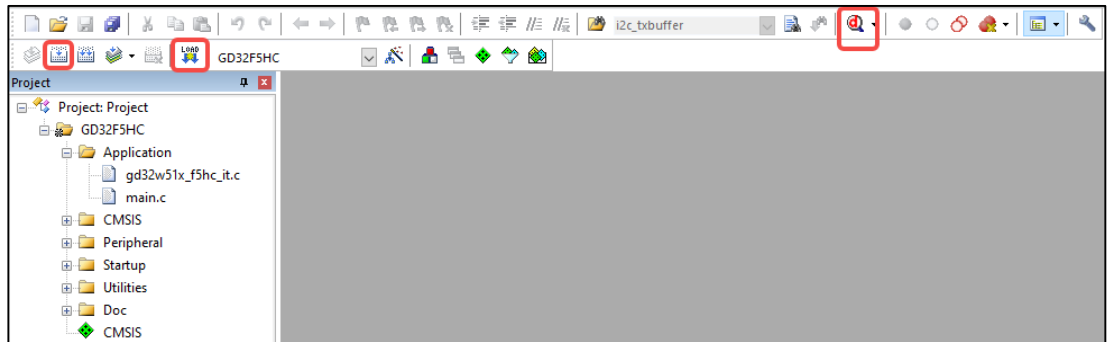 i2c_txbuffer
LOAD
GD32F5HC
Project
Project: Project
GD32F5HC
Application
gd32w51x_f5hc_it.c
main.c
CMSIS
Peripheral
Startup
Utilities
Doc
CMSIS